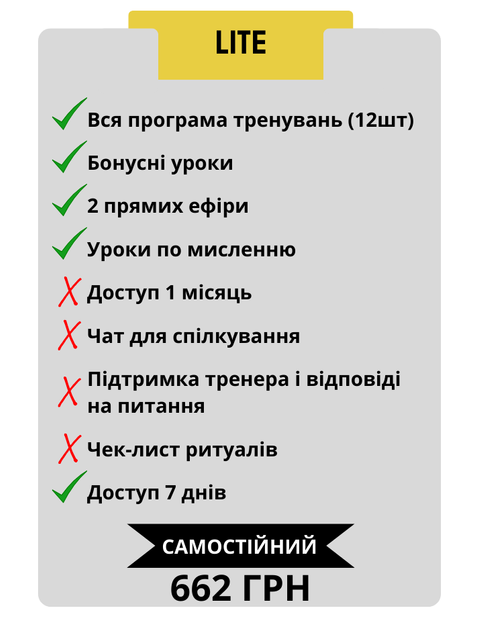 LITE
Вся програма тренувань (12шт)
Бонусні уроки
2 прямих ефіри
Уроки по мисленню
Доступ 1 місяць
Чат для спілкування
Підтримка тренера і відповіді
на питання
Чек-лист ритуалів
Доступ 7 днів
САМОСТІЙНИЙ
662 ГРН